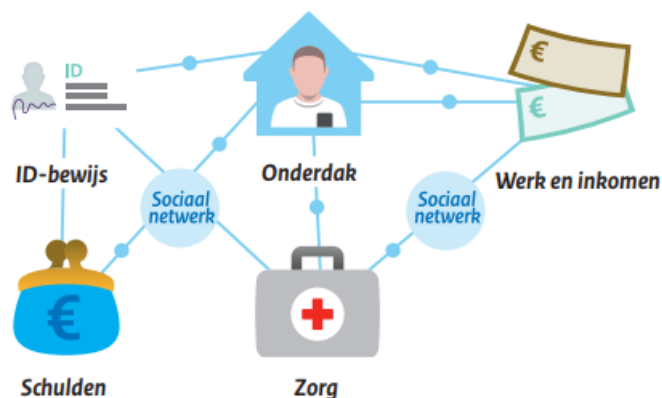 ID
ID-bewijs
Onderdak
Werk en inkomen
Sociaal
netwerk
Sociaal
netwerk
€
€
€
Schulden
Zorg